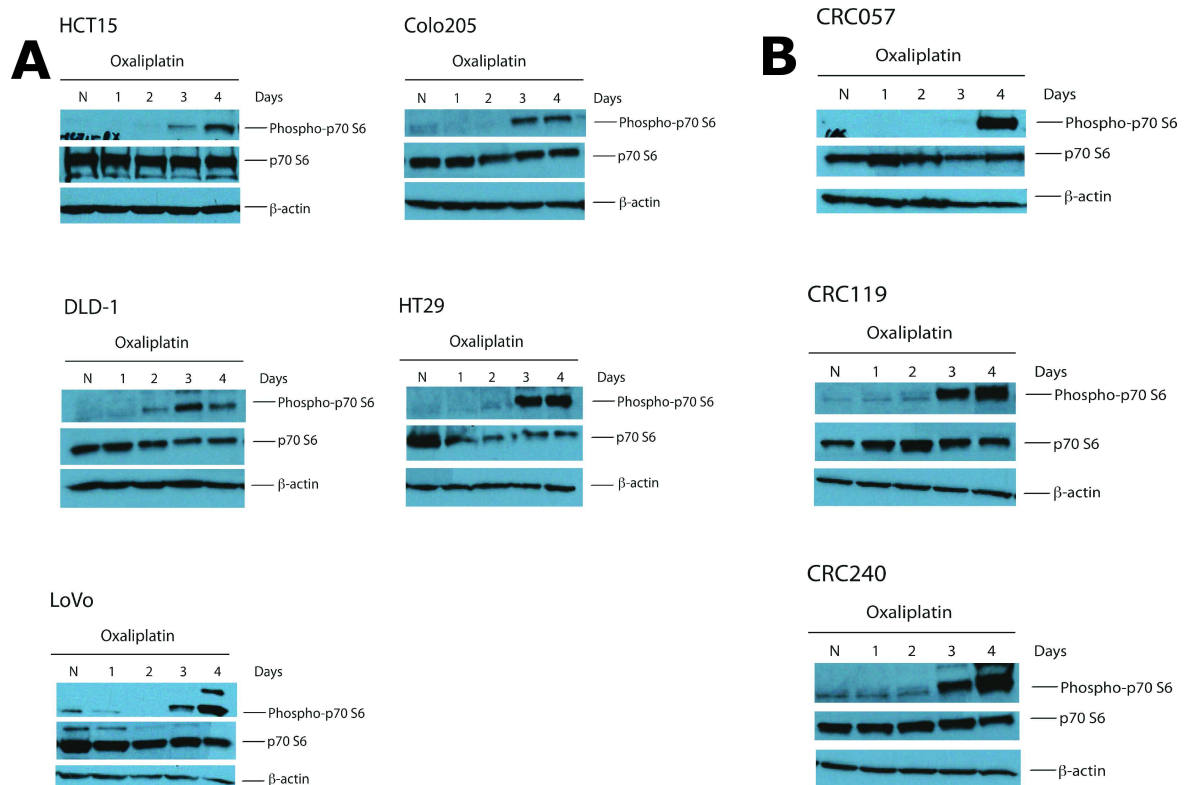 A
HCT15
Oxaliplatin
N 1 2 3 4 Days
Phospho-p70 S6
p70 S6
β-actin
Colo205
Oxaliplatin
N 1 2 3 4 Days
Phospho-p70 S6
p70 S6
β-actin
DLD-1
Oxaliplatin
N 1 2 3 4 Days
Phospho-p70 S6
p70 S6
β-actin
HT29
Oxaliplatin
N 1 2 3 4 Days
Phospho-p70 S6
p70 S6
β-actin
LoVo
Oxaliplatin
N 1 2 3 4 Days
Phospho-p70 S6
p70 S6
β-actin
B
CRC057
Oxaliplatin
N 1 2 3 4 Days
Phospho-p70 S6
p70 S6
β-actin
CRC119
Oxaliplatin
N 1 2 3 4 Days
Phospho-p70 S6
p70 S6
β-actin
CRC240
Oxaliplatin
N 1 2 3 4 Days
Phospho-p70 S6
p70 S6
β-actin